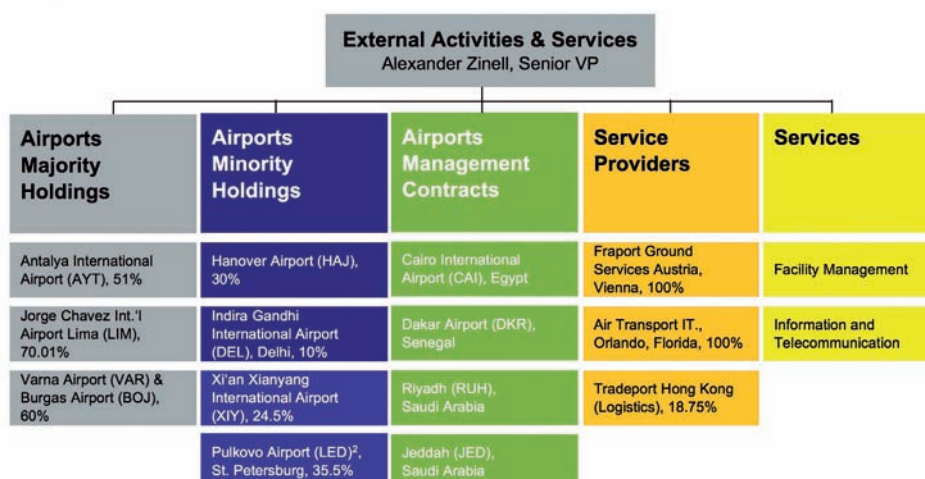 External Activities & Services
Alexander Zinell, Senior VP
Airports
Majority
Holdings
Antalya International
Airport (AYT), 51%
Jorge Chavez Int.'l
Airport Lima (LIM),
70.01%
Varna Airport (VAR) &
Burgas Airport (BOJ),
60%
Airports
Minority
Holdings
Hanover Airport (HAJ),
30%
Indira Gandhi
International Airport
(DEL), Delhi, 10%
Xi'an Xianyang
International Airport
(XIY), 24.5%
Pulkovo Airport (LED)²,
St. Petersburg, 35.5%
Airports
Management
Contracts
Cairo International
Airport (CAI), Egypt
Dakar Airport (DKR),
Senegal
Riyadh (RUH),
Saudi Arabia
Jeddah (JED),
Saudi Arabia
Service
Providers
Fraport Ground
Services Austria,
Vienna, 100%
Air Transport IT.,
Orlando, Florida, 100%
Tradeport Hong Kong
(Logistics), 18.75%
Services
Facility Management
Information and
Telecommunication